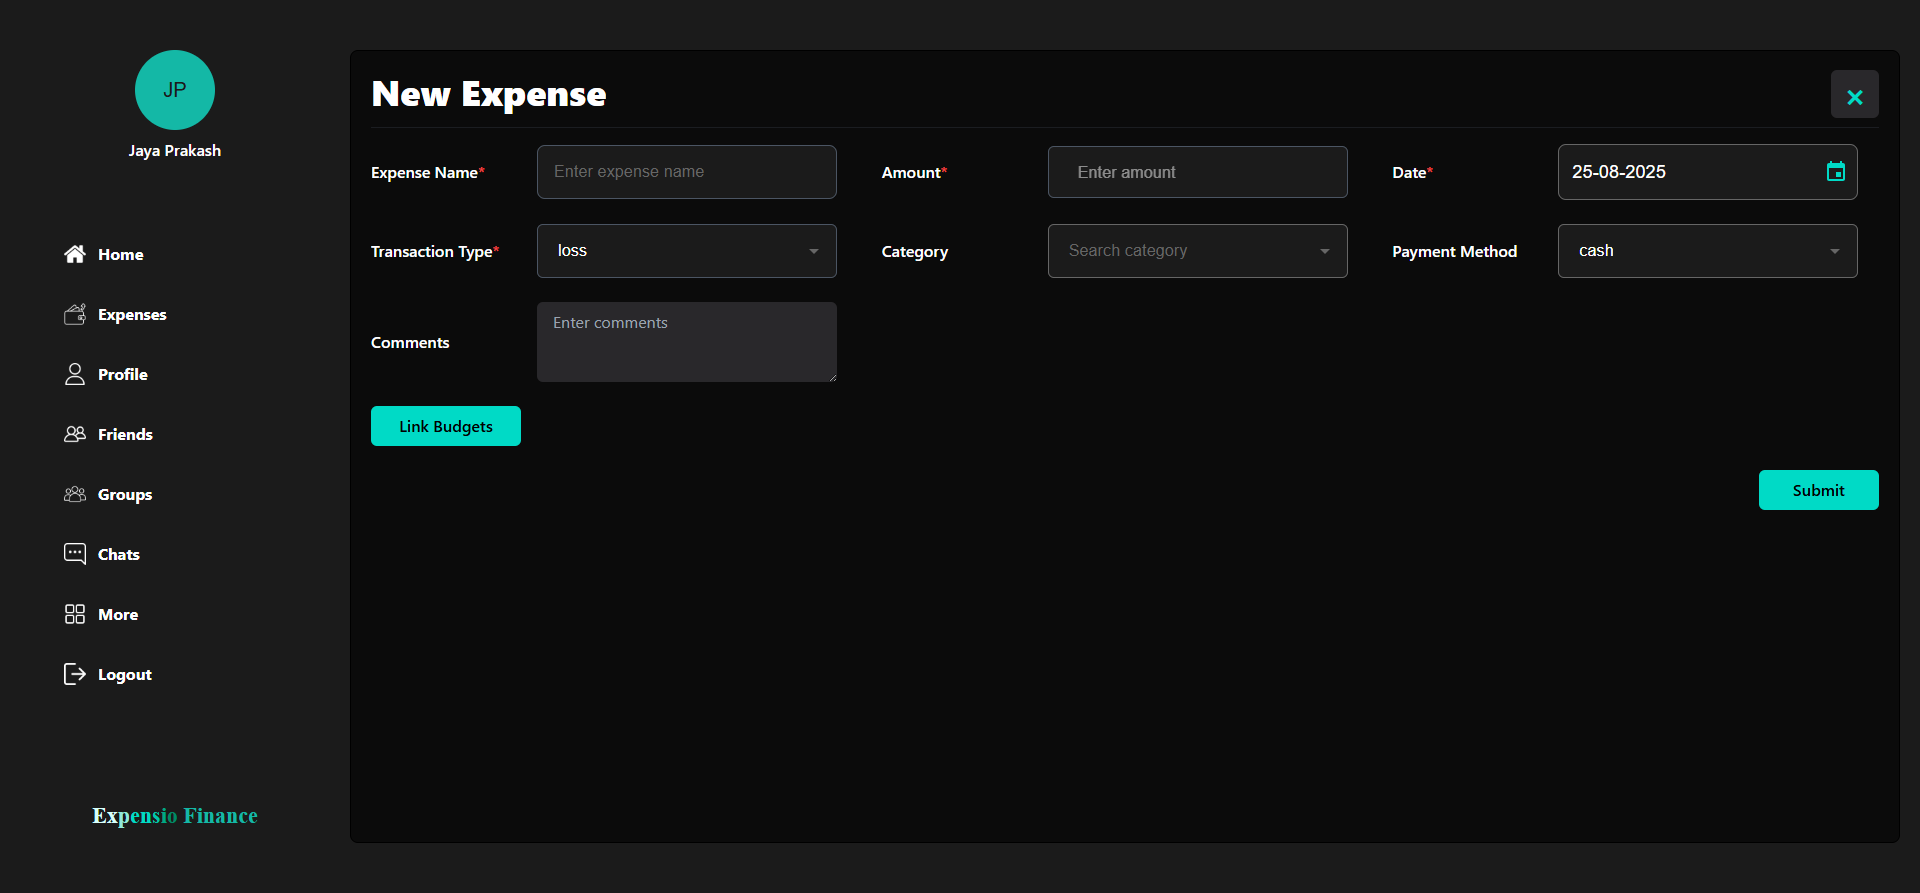 JP
Jaya Prakash
Home
Expenses
Profile
Friends
Groups
Chats
More
Logout
Expensio Finance
New Expense
Expense Name* Enter expense name Amount* Enter amount Date* 25-08-2025
Transaction Type* loss Category Search category Payment Method cash
Comments Enter comments
Link Budgets
Submit